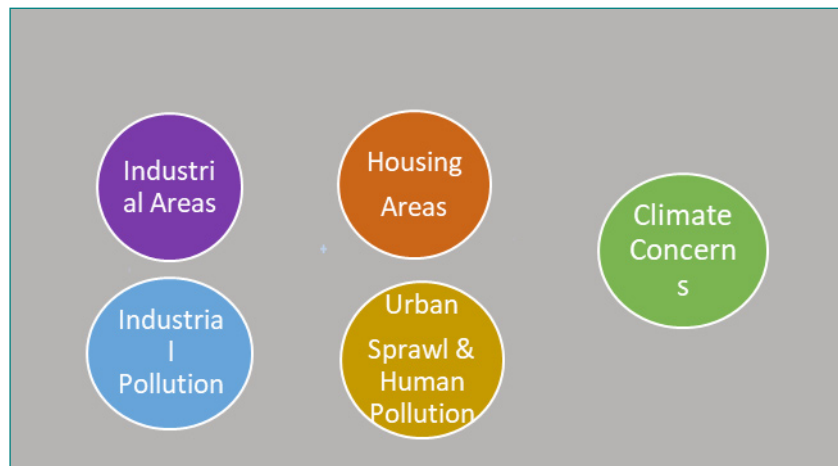 Industri
al Areas
Housing
Areas
Climate
Concern
s
Industria
l
Pollution
Urban
Sprawl &
Human
Pollution